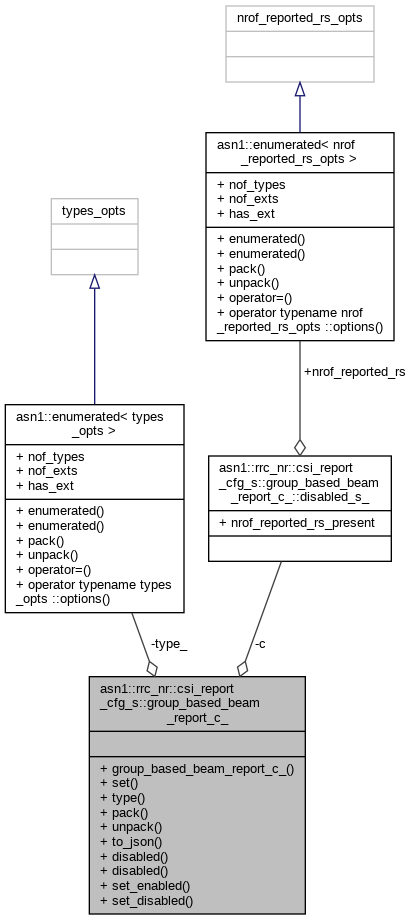 nrof_reported_rs_opts
asn1::enumerated< nrof
_reported_rs_opts >
+ nof_types
+ nof_exts
+ has_ext
+ enumerated()
+ enumerated()
+ pack()
+ unpack()
+ operator=()
+ operator typename nrof
_reported_rs_opts ::options()
types_opts
+nrof_reported_rs
asn1::enumerated< types
_opts >
+ nof_types
+ nof_exts
+ has_ext
+ enumerated()
+ enumerated()
+ pack()
+ unpack()
+ operator=()
+ operator typename types
_opts ::options()
asn1::rrc_nr::csi_report
_cfg_s::group_based_beam
_report_c_::disabled_s_
+ nrof_reported_rs_present
-type_
-c
asn1::rrc_nr::csi_report
_cfg_s::group_based_beam
_report_c_
+ group_based_beam_report_c_()
+ set()
+ type()
+ pack()
+ unpack()
+ to_json()
+ disabled()
+ disabled()
+ set_enabled()
+ set_disabled()